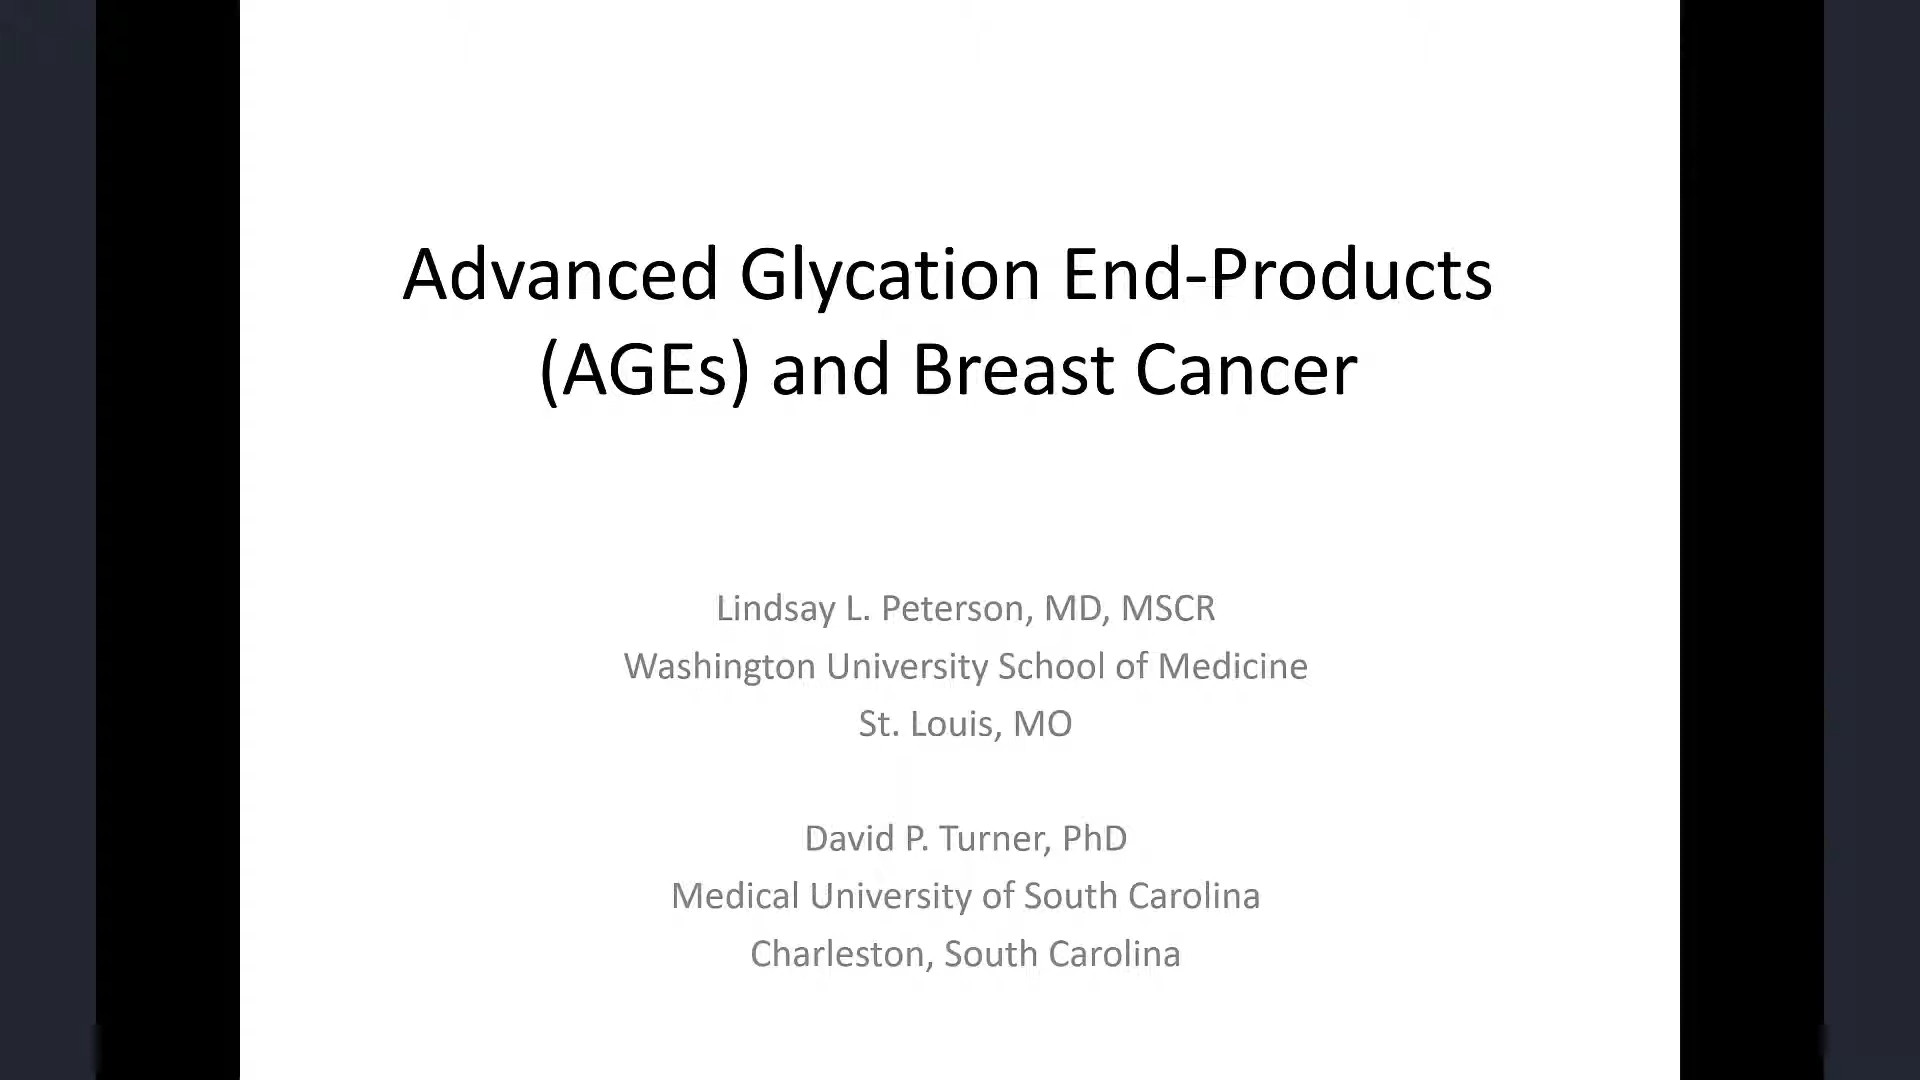 Advanced Glycation End-Products
(AGEs) and Breast Cancer
Lindsay L. Peterson, MD, MSCR
Washington University School of Medicine
St. Louis, MO
David P. Turner, PhD
Medical University of South Carolina
Charleston, South Carolina